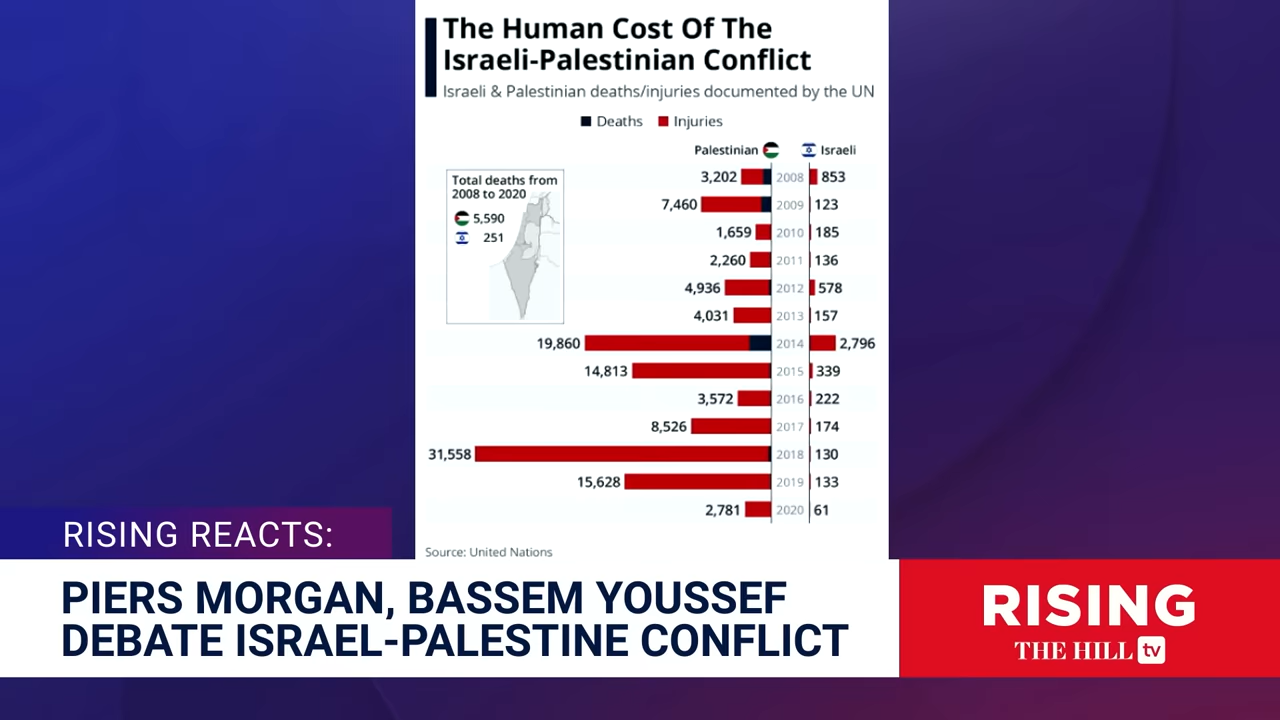 The Human Cost Of The
Israeli-Palestinian Conflict
Israeli & Palestinian deaths/injuries documented by the UN
Deaths Injuries
Palestinian Israeli
Total deaths from
2008 to 2020
5,590
251
3,202 2008 853
7,460 2009 123
1,659 2010 185
2,260 2011 136
4,936 2012 578
4,031 2013 157
19,860 2014 2,796
14,813 2015 339
3,572 2016 222
8,526 2017 174
31,558 2018 130
15,628 2019 133
2,781 2020 61
Source: United Nations
RISING REACTS:
PIERS MORGAN, BASSEM YOUSSEF
DEBATE ISRAEL-PALESTINE CONFLICT
RISING
THE HILL tv